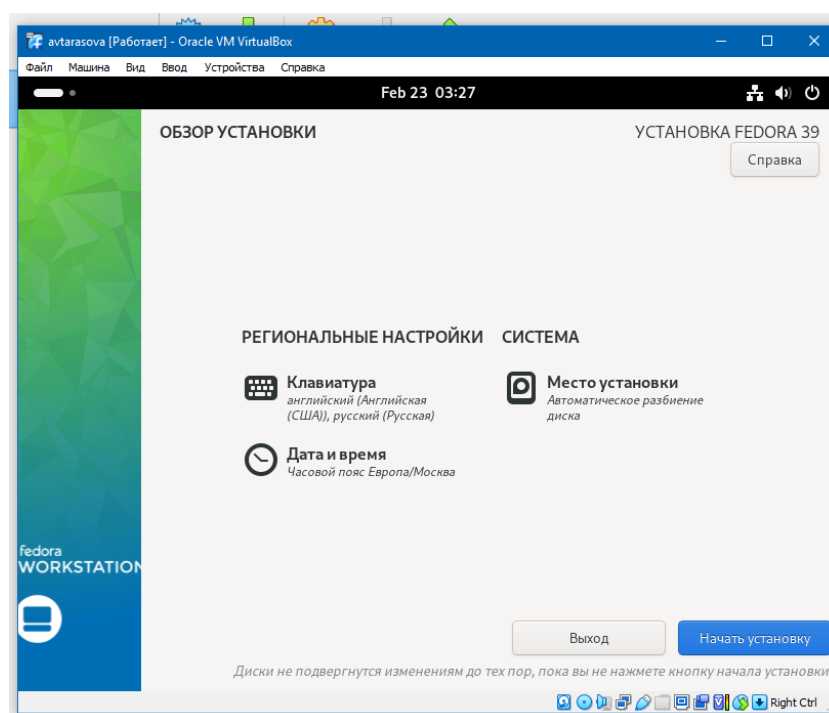 avtarasova [Работает] - Oracle VM VirtualBox
Файл Машина Вид Ввод Устройства Справка
Feb 23 03:27
ОБЗОР УСТАНОВКИ
УСТАНОВКА FEDORA 39
Справка
РЕГИОНАЛЬНЫЕ НАСТРОЙКИ
Клавиатура
английский (Английская
(США)), русский (Русская)
Дата и время
Часовой пояс Европа/Москва
СИСТЕМА
Место установки
Автоматическое разбиение
диска
fedora
WORKSTATION
Выход
Начать установку
Диски не подвергнутся изменениям до тех пор, пока вы не нажмете кнопку начала установки
Right Ctrl